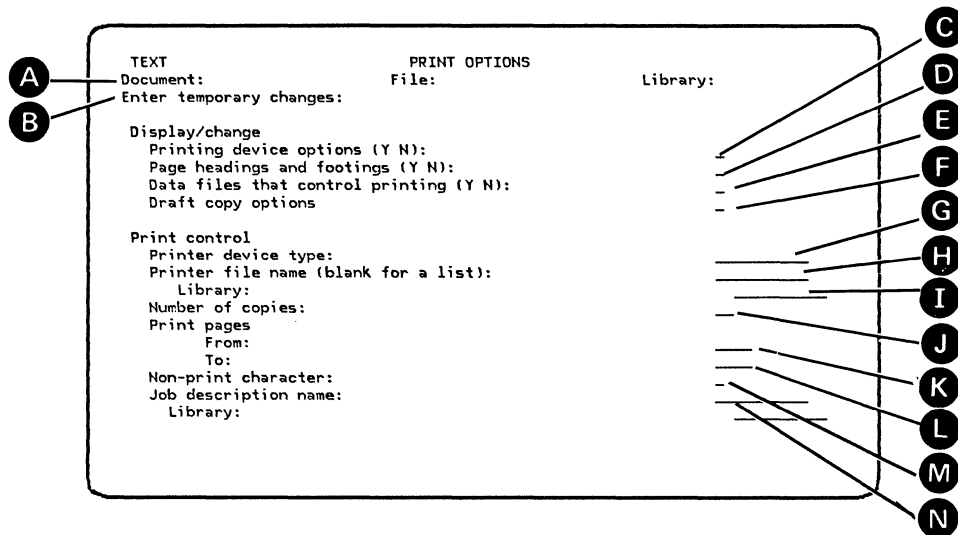 TEXT PRINT OPTIONS
Document: File: Library:
Enter temporary changes:
Display/change
Printing device options (Y N):
Page headings and footings (Y N):
Data files that control printing (Y N):
Draft copy options
Print control
Printer device type:
Printer file name (blank for a list):
Library:
Number of copies:
Print pages
From:
To:
Non-print character:
Job description name:
Library:
A
B
C
D
E
F
G
H
I
J
K
L
M
N